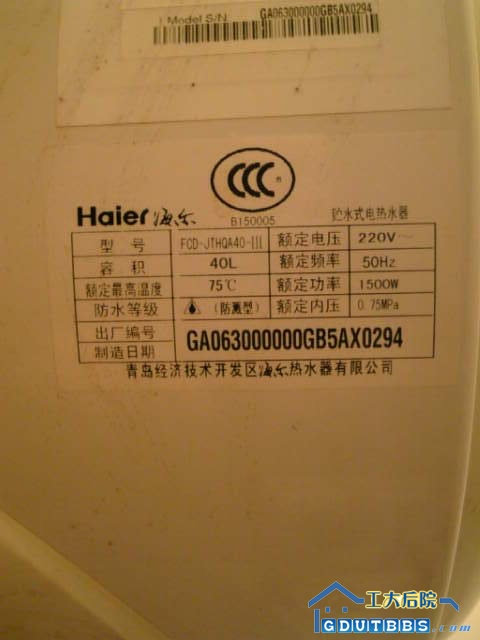 Model S/N GA063000000GB5AX0294
CCC ®
Haier 海尔 B150005 贮水式电热水器
型号 FCD-JTHQA40-III 额定电压 220V～
容积 40L 额定频率 50Hz
额定最高温度 75℃ 额定功率 1500W
防水等级 (防溅型) 额定内压 0.75MPa
出厂编号 GA063000000GB5AX0294
制造日期
青岛经济技术开发区海尔热水器有限公司
工大后院
GDUTBBS.com